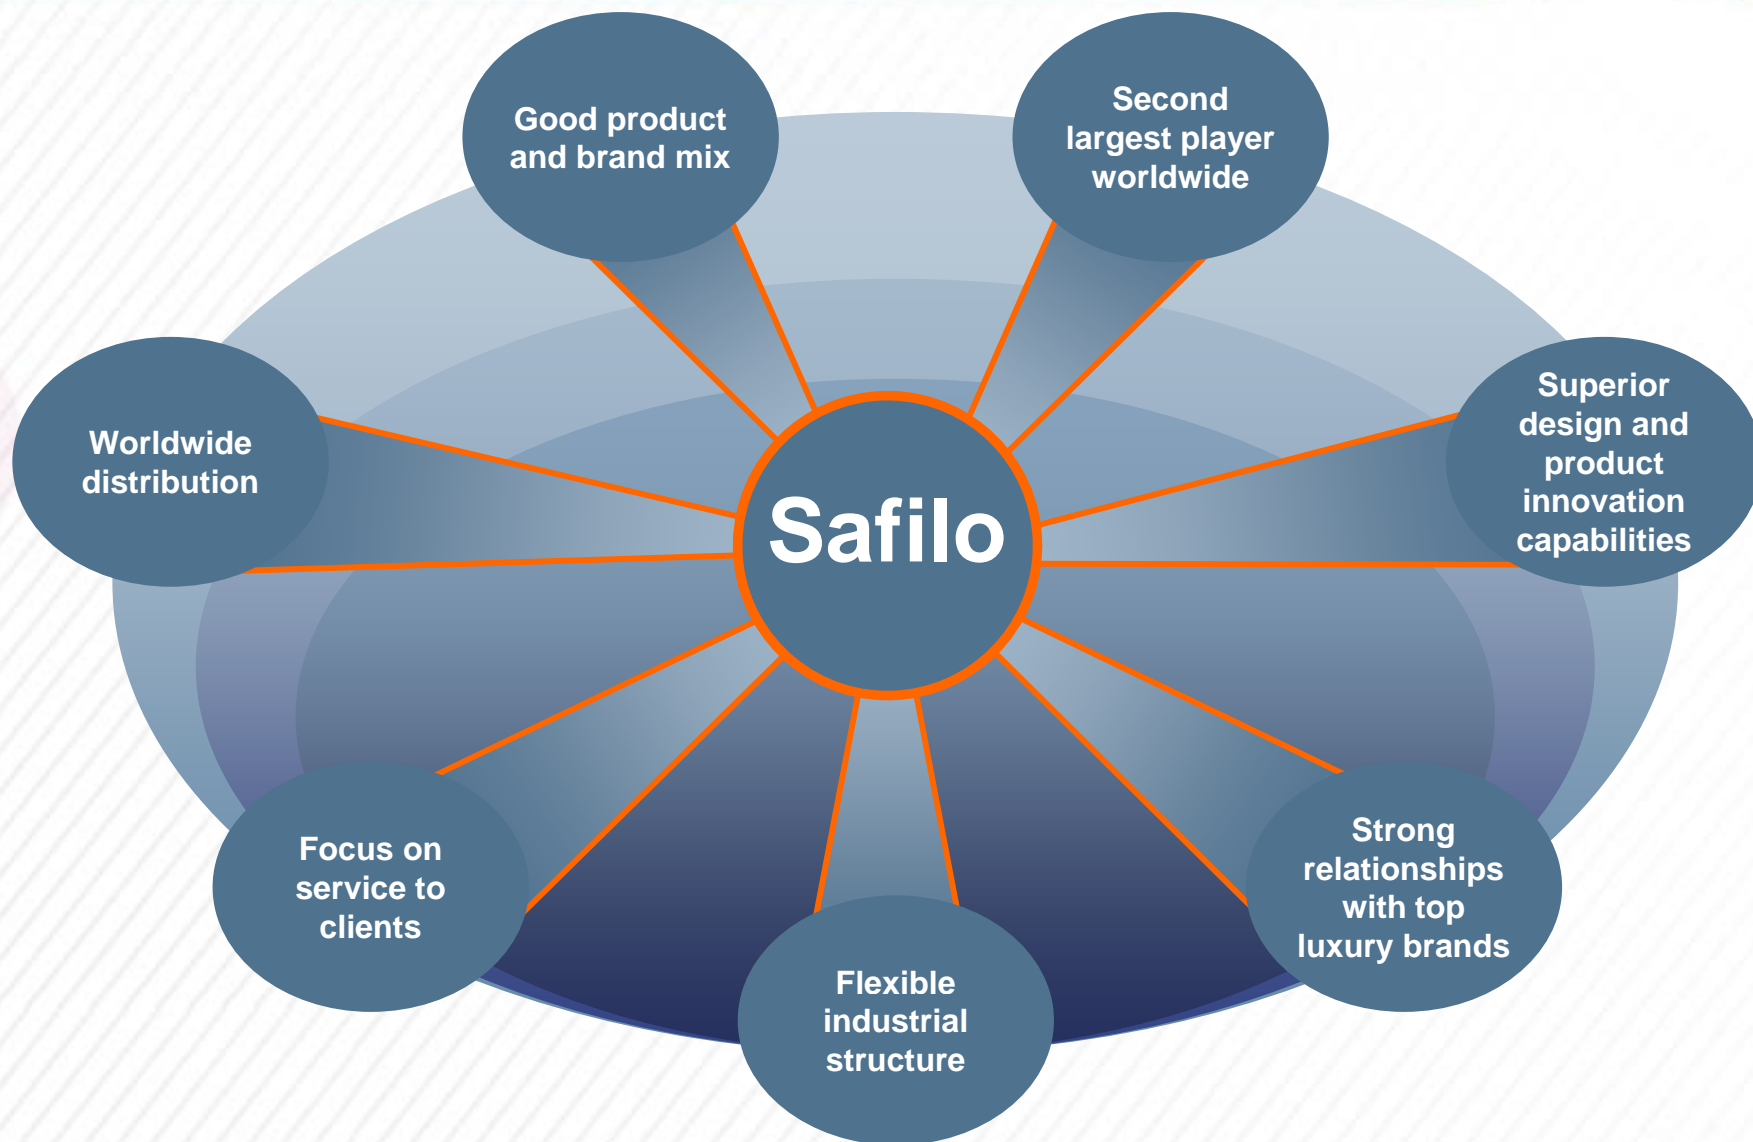 Good product
and brand mix
Second
largest player
worldwide
Worldwide
distribution
Safilo
Superior
design and
product
innovation
capabilities
Focus on
service to
clients
Flexible
industrial
structure
Strong
relationships
with top
luxury brands